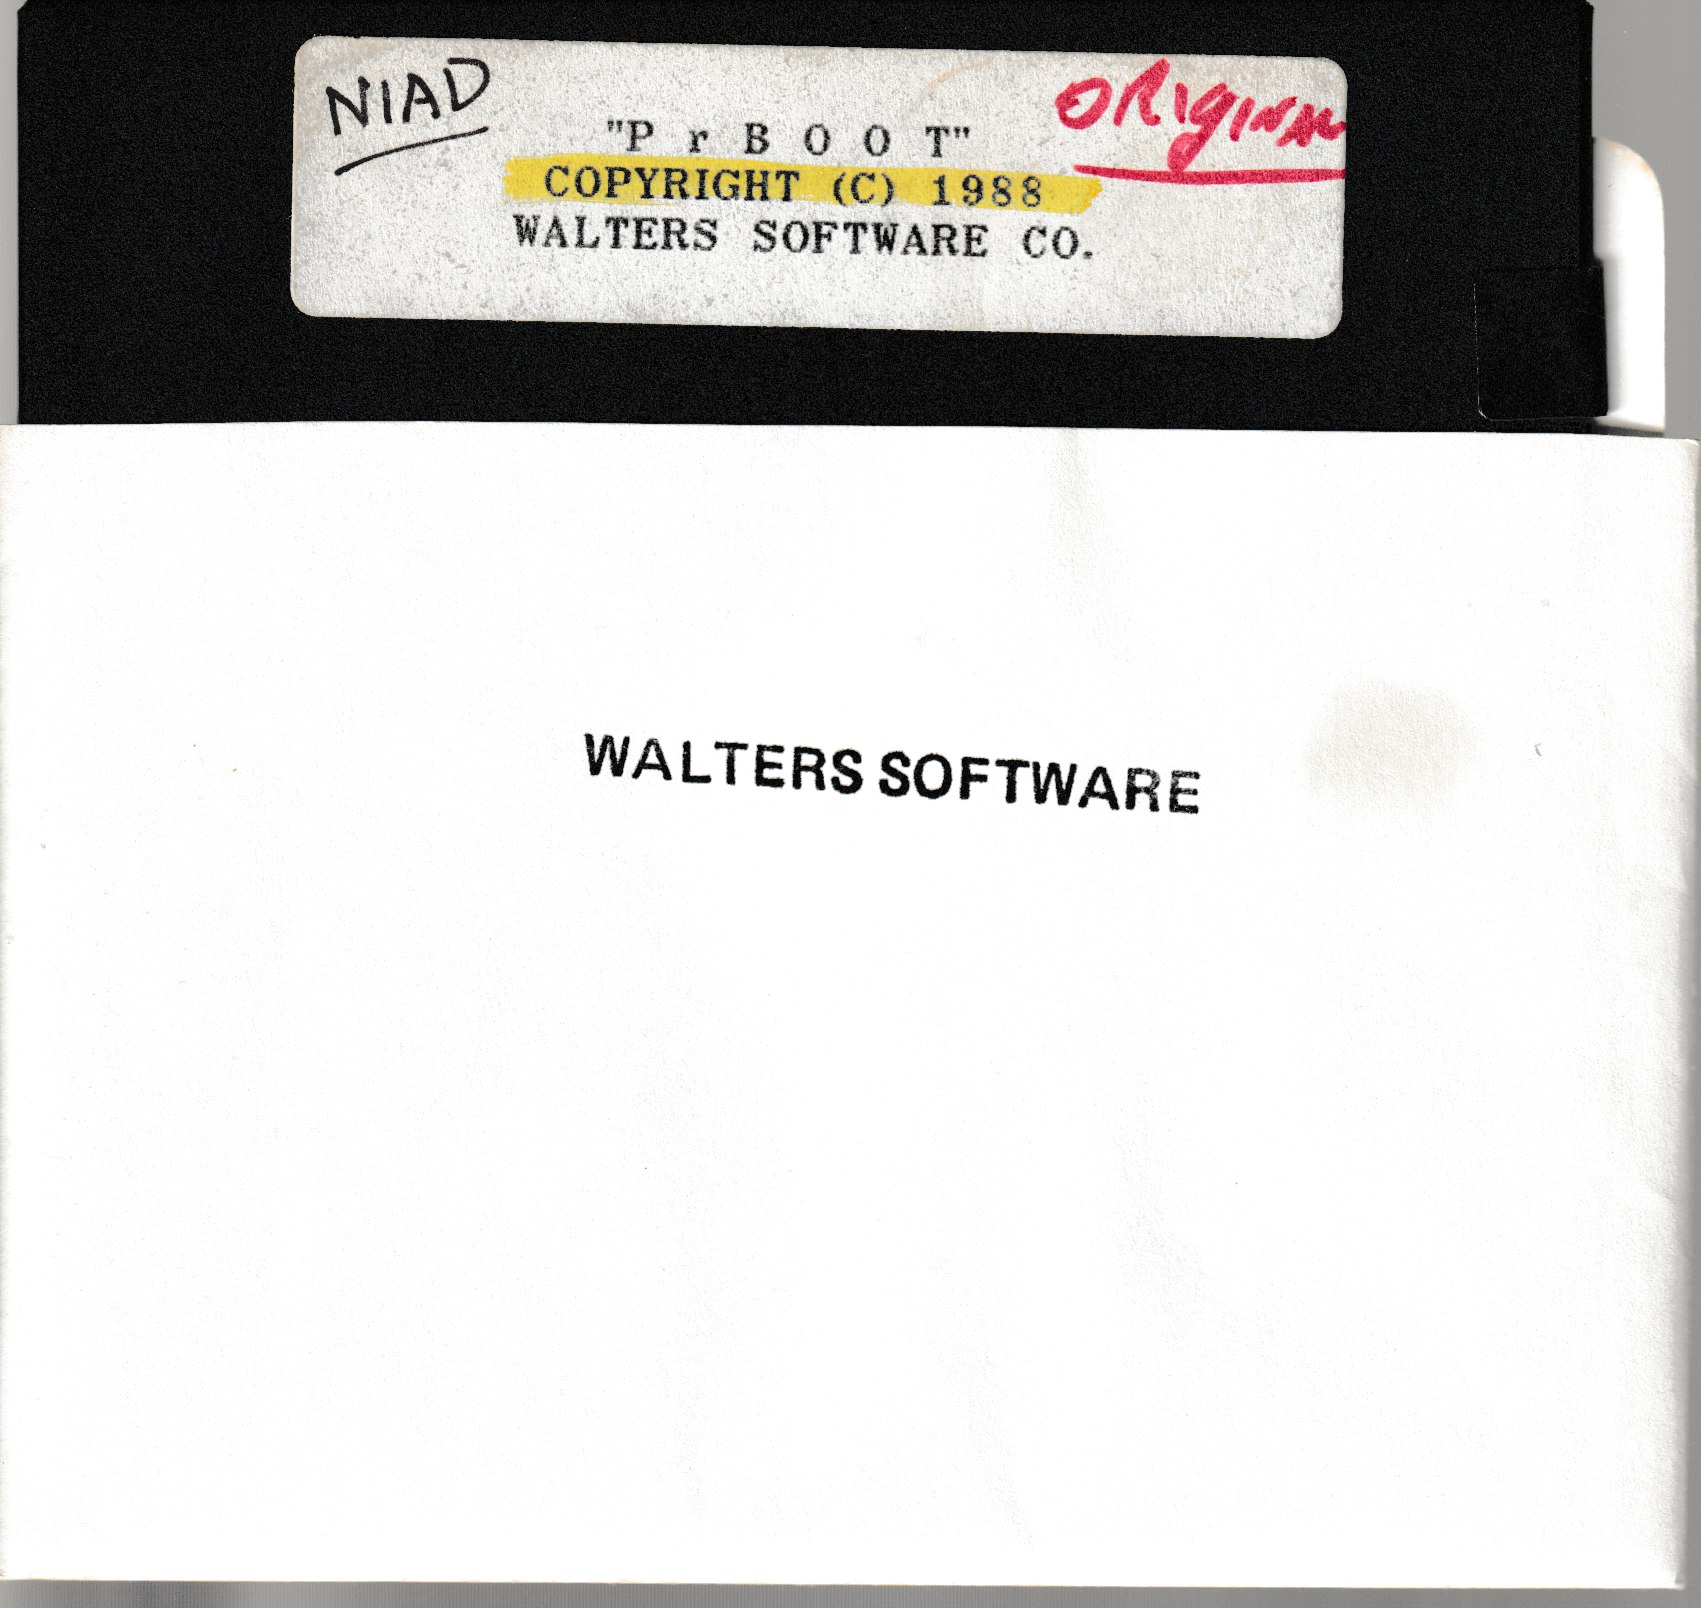 NIAD
ORIGINAL
"P r B O O T"
COPYRIGHT (C) 1988
WALTERS SOFTWARE CO.
WALTERS SOFTWARE